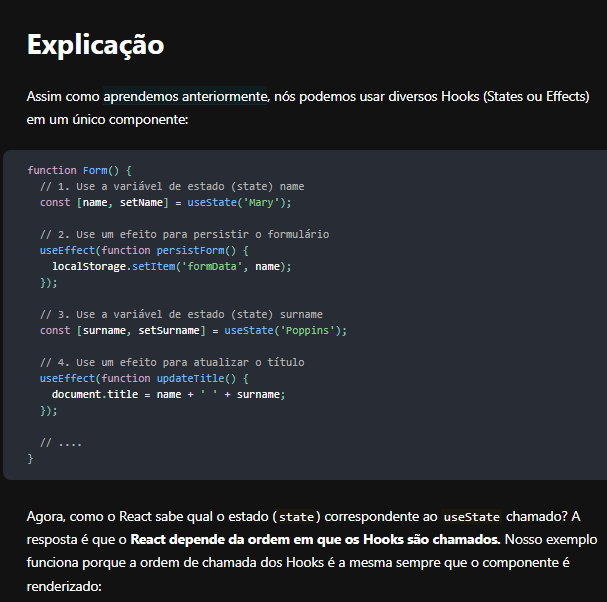 Explicação
Assim como aprendemos anteriormente, nós podemos usar diversos Hooks (States ou Effects)
em um único componente:
function Form() {
  // 1. Use a variável de estado (state) name
  const [name, setName] = useState('Mary');

  // 2. Use um efeito para persistir o formulário
  useEffect(function persistForm() {
    localStorage.setItem('formData', name);
  });

  // 3. Use a variável de estado (state) surname
  const [surname, setSurname] = useState('Poppins');

  // 4. Use um efeito para atualizar o título
  useEffect(function updateTitle() {
    document.title = name + ' ' + surname;
  });

  // ....
}
Agora, como o React sabe qual o estado (state) correspondente ao useState chamado? A
resposta é que o React depende da ordem em que os Hooks são chamados. Nosso exemplo
funciona porque a ordem de chamada dos Hooks é a mesma sempre que o componente é
renderizado: